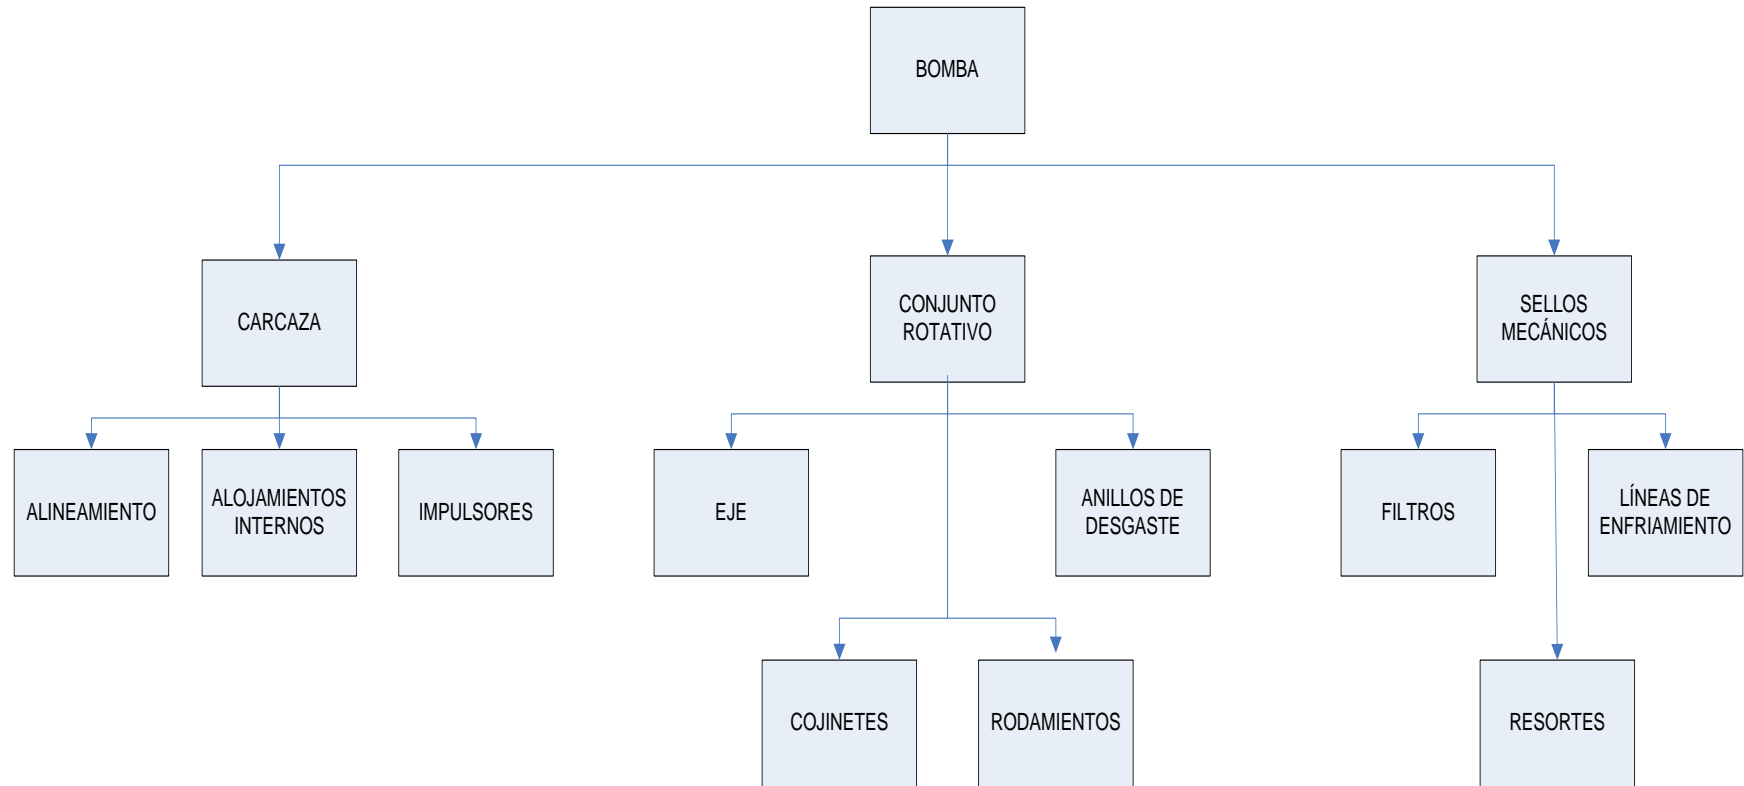 BOMBA
CARCAZA
CONJUNTO
ROTATIVO
SELLOS
MECÁNICOS
ALINEAMIENTO
ALOJAMIENTOS
INTERNOS
IMPULSORES
EJE
ANILLOS DE
DESGASTE
FILTROS
LÍNEAS DE
ENFRIAMIENTO
COJINETES
RODAMIENTOS
RESORTES